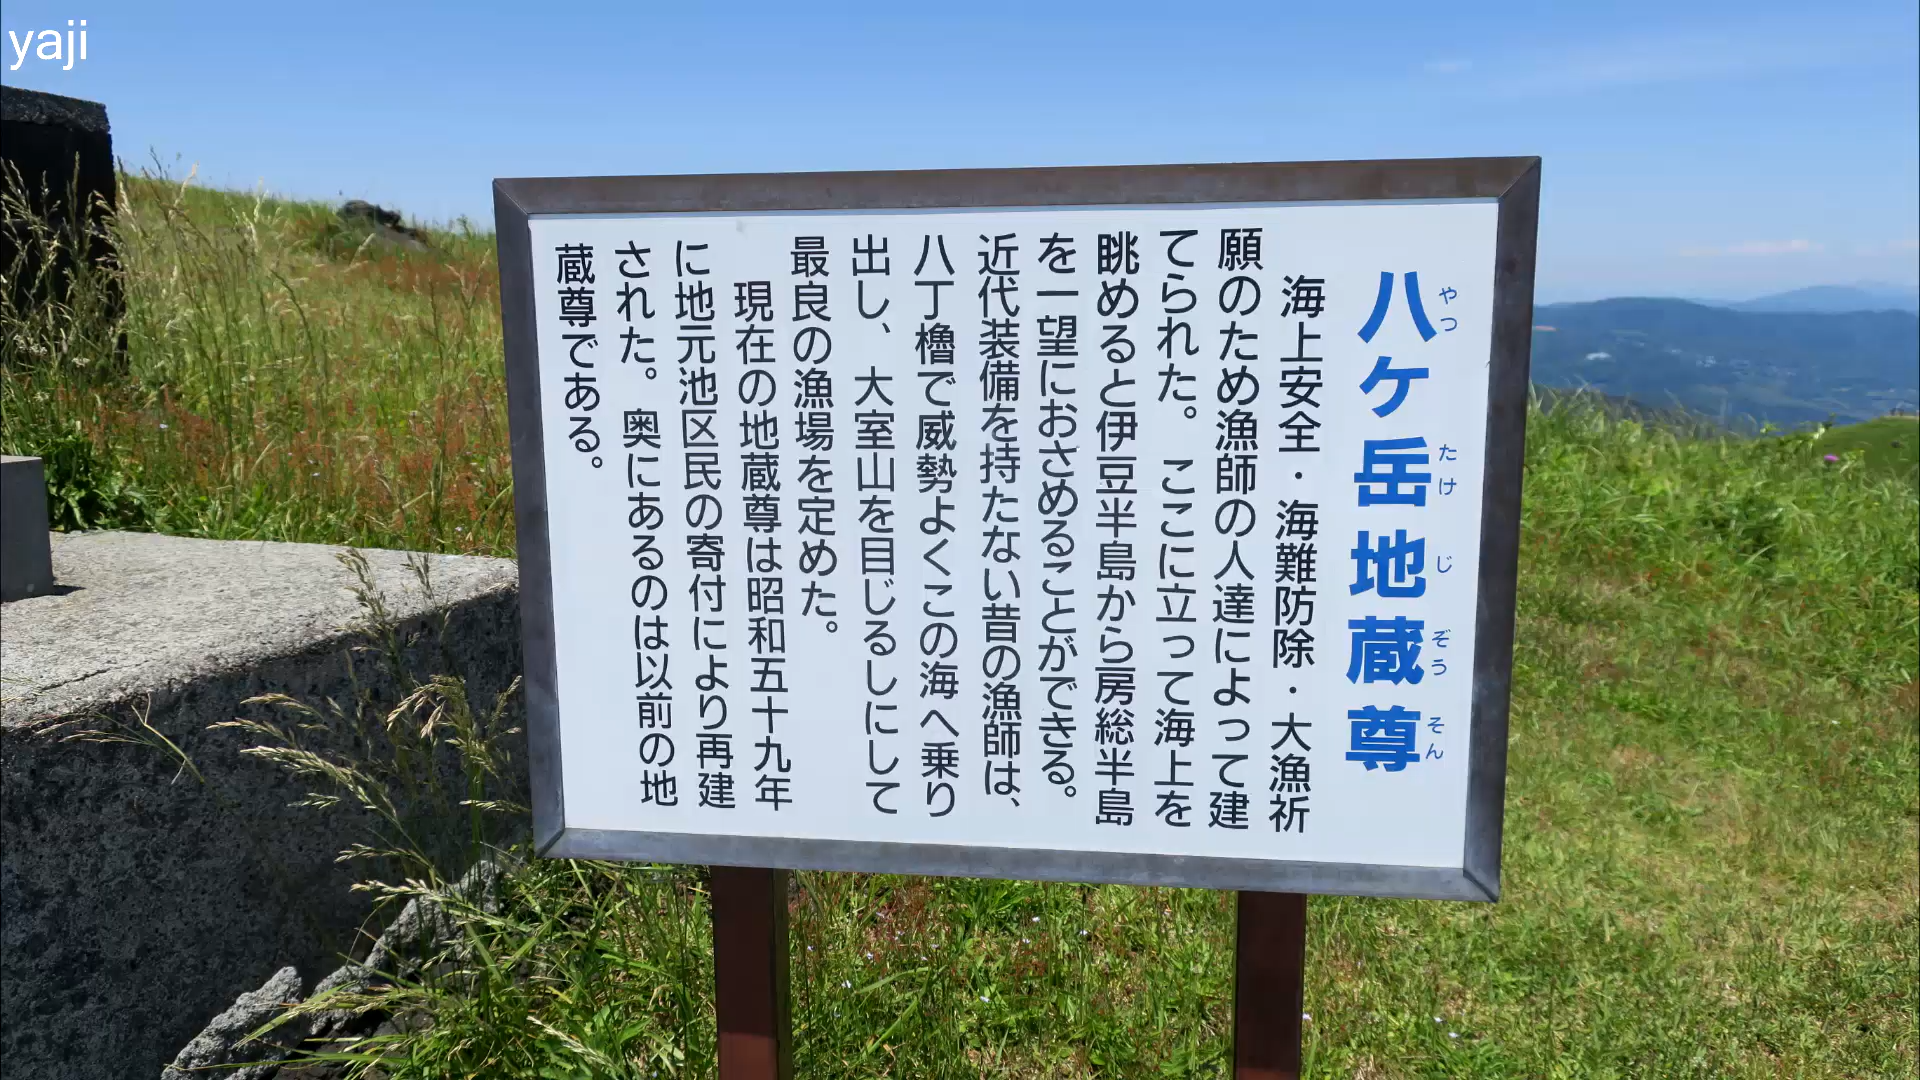 yaji
八ケ岳地蔵尊
やつ たけ じ ぞう そん
海上安全・海難防除・大漁祈
願のため漁師の人達によって建
てられた。ここに立って海上を
眺めると伊豆半島から房総半島
を一望におさめることができる。
近代装備を持たない昔の漁師は、
八丁櫓で威勢よくこの海へ乗り
出し、大室山を目じるしにして
最良の漁場を定めた。
現在の地蔵尊は昭和五十九年
に地元池区民の寄付により再建
された。奥にあるのは以前の地
蔵尊である。